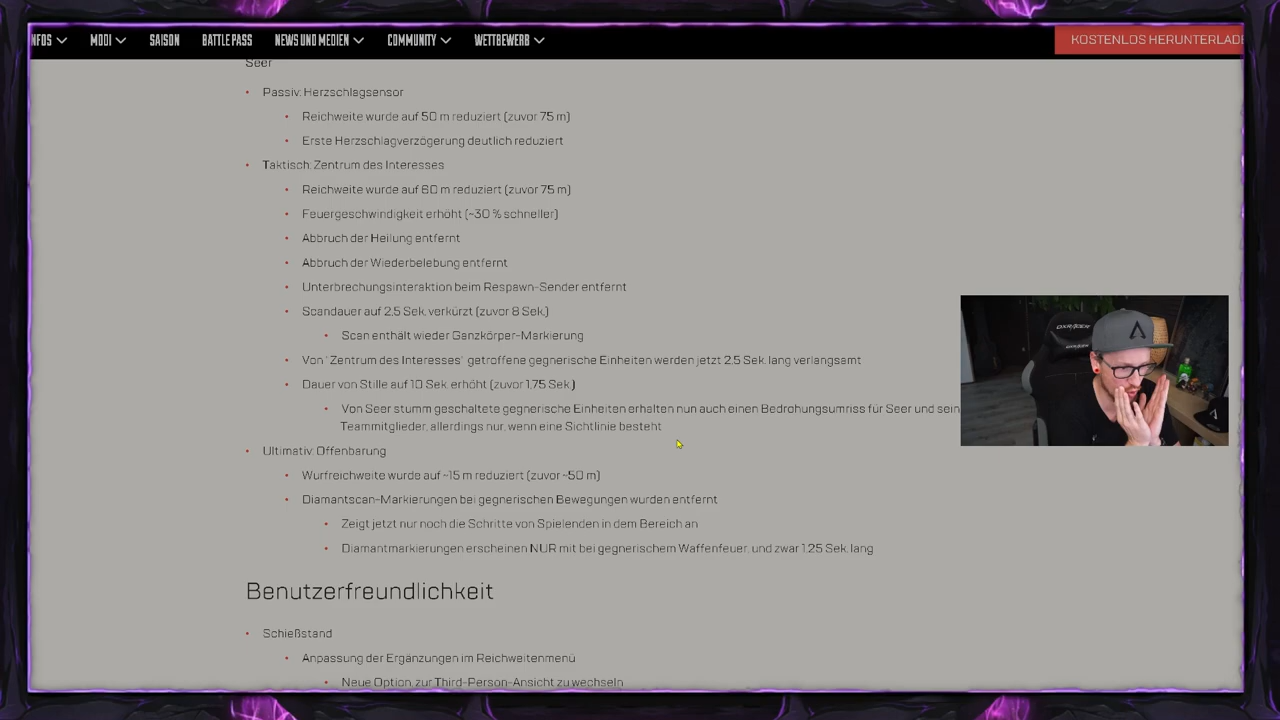 NFOS MODI SAISON BATTLE PASS NEWS UND MEDIEN COMMUNITY WETTBEWERB KOSTENLOS HERUNTERLADE
Seer
• Passiv: Herzschlagsensor
• Reichweite wurde auf 50 m reduziert (zuvor 75 m)
• Erste Herzschlagverzögerung deutlich reduziert
• Taktisch: Zentrum des Interesses
• Reichweite wurde auf 60 m reduziert (zuvor 75 m)
• Feuergeschwindigkeit erhöht (~30 % schneller)
• Abbruch der Heilung entfernt
• Abbruch der Wiederbelebung entfernt
• Unterbrechungsinteraktion beim Respawn-Sender entfernt
• Scandauer auf 2,5 Sek. verkürzt (zuvor 8 Sek.)
• Scan enthält wieder Ganzkörper-Markierung
• Von "Zentrum des Interesses" getroffene gegnerische Einheiten werden jetzt 2,5 Sek. lang verlangsamt
• Dauer von Stille auf 10 Sek. erhöht (zuvor 1,75 Sek.)
• Von Seer stumm geschaltete gegnerische Einheiten erhalten nun auch einen Bedrohungsumriss für Seer und sein
Teammitglieder, allerdings nur, wenn eine Sichtlinie besteht
• Ultimativ: Offenbarung
• Wurfreichweite wurde auf ~15 m reduziert (zuvor ~50 m)
• Diamantscan-Markierungen bei gegnerischen Bewegungen wurden entfernt
• Zeigt jetzt nur noch die Schritte von Spielenden in dem Bereich an
• Diamantmarkierungen erscheinen NUR mit bei gegnerischem Waffenfeuer, und zwar 1,25 Sek. lang
Benutzerfreundlichkeit
• Schießstand
• Anpassung der Ergänzungen im Reichweitenmenü
• Neue Option, zur Third-Person-Ansicht zu wechseln